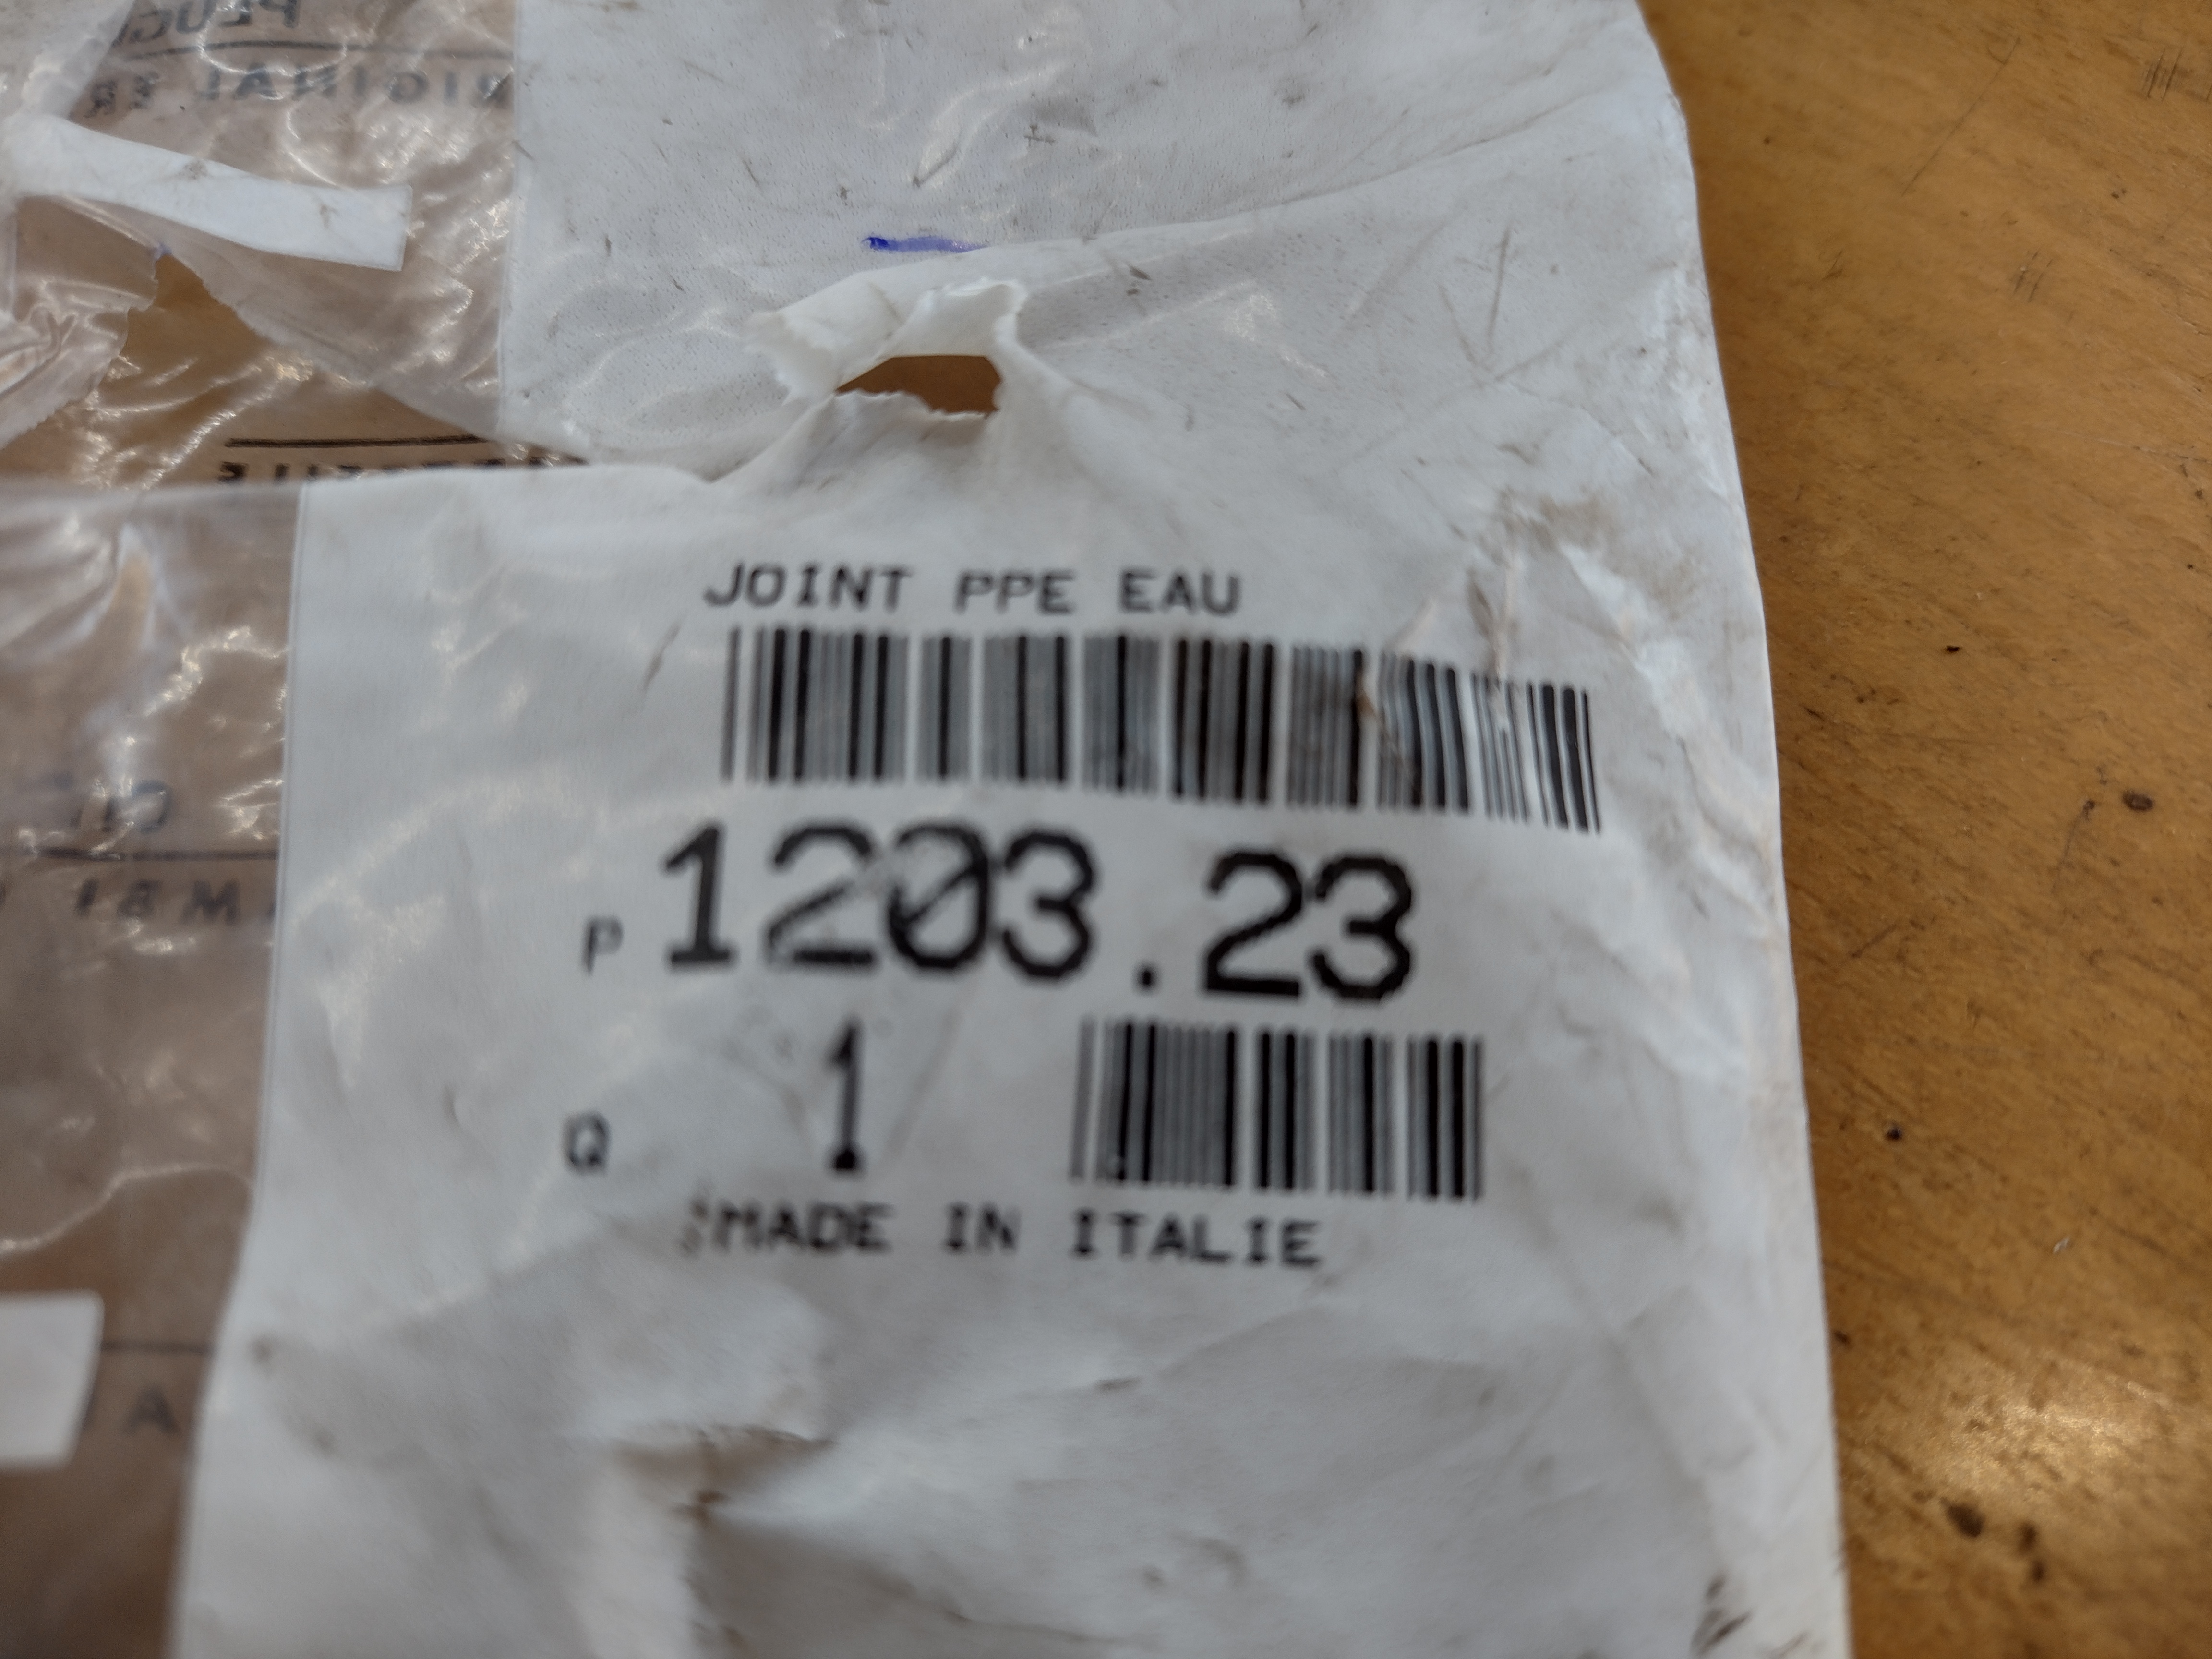 JOINT PPE EAU
P 1203.23
Q 1
MADE IN ITALIE